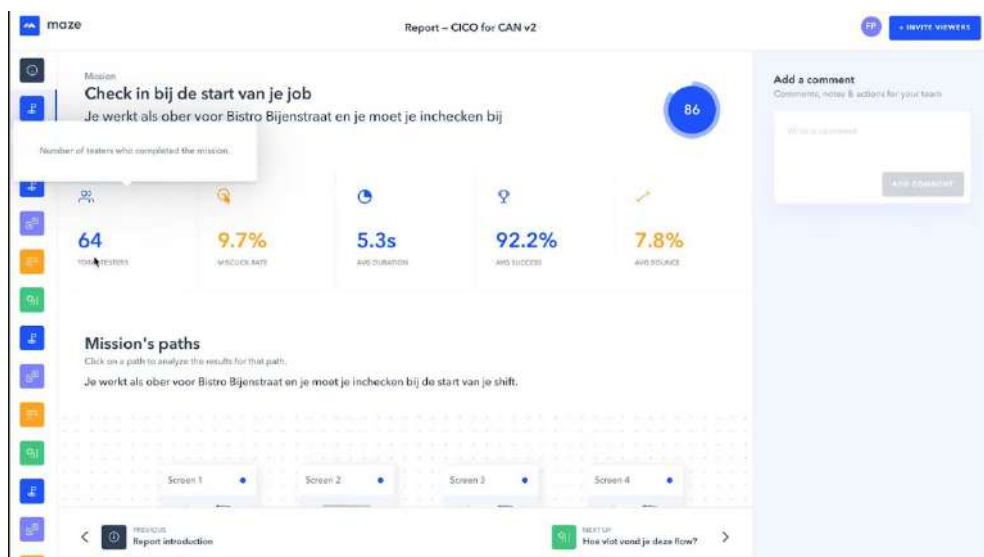 maze
Report – CICO for CAN v2
FP
+ INVITE VIEWERS
Mission
Check in bij de start van je job
Je werkt als ober voor Bistro Bijenstraat en je moet je inchecken bij
86
Number of testers who completed the mission.
64
9.7%
5.3s
92.2%
7.8%
TESTERS
MISCLICK RATE
AVG DURATION
AVG SUCCESS
AVG BOUNCE
Mission's paths
Click on a path to analyze the results for that path.
Je werkt als ober voor Bistro Bijenstraat en je moet je inchecken bij de start van je shift.
Screen 1
Screen 2
Screen 3
Screen 4
PREVIOUS
Report introduction
NEXT UP
Hoe vlot vond je deze flow?
Add a comment
Comments, notes & actions for your team
Write a comment
ADD COMMENT